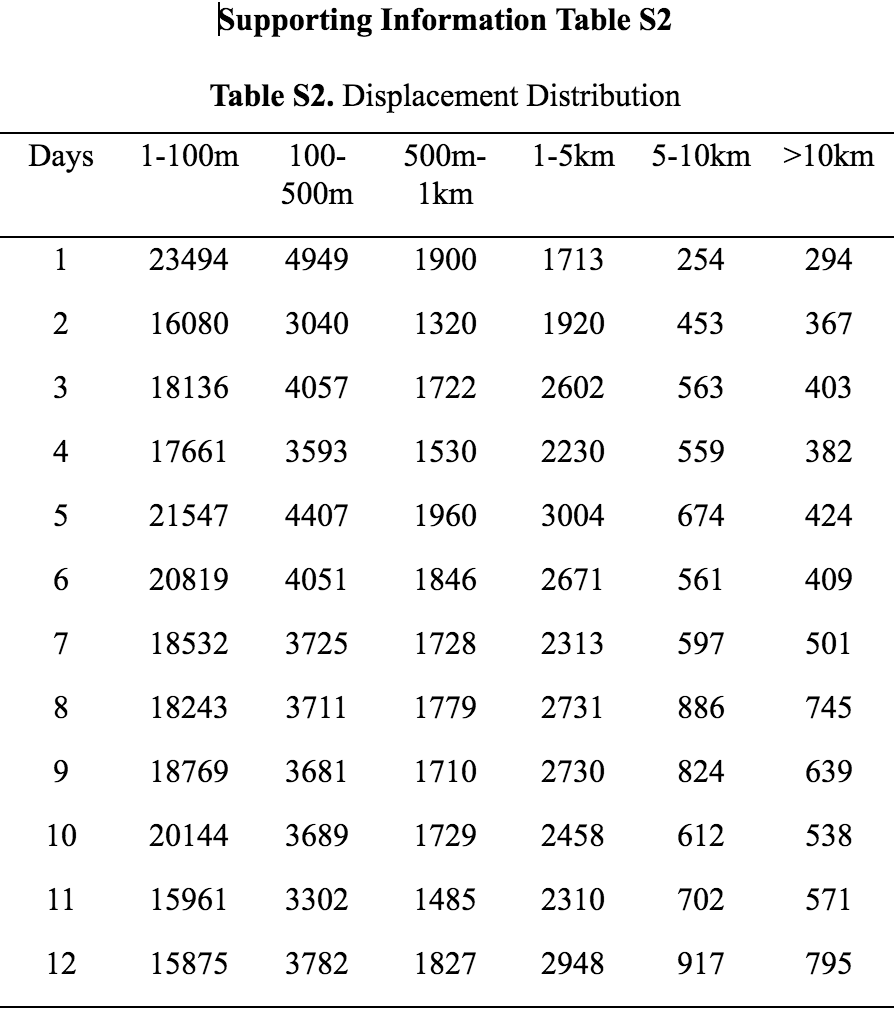 Supporting Information Table S2
Table S2. Displacement Distribution
Days 1-100m 100- 500m- 1-5km 5-10km >10km
500m 1km
1 23494 4949 1900 1713 254 294
2 16080 3040 1320 1920 453 367
3 18136 4057 1722 2602 563 403
4 17661 3593 1530 2230 559 382
5 21547 4407 1960 3004 674 424
6 20819 4051 1846 2671 561 409
7 18532 3725 1728 2313 597 501
8 18243 3711 1779 2731 886 745
9 18769 3681 1710 2730 824 639
10 20144 3689 1729 2458 612 538
11 15961 3302 1485 2310 702 571
12 15875 3782 1827 2948 917 795